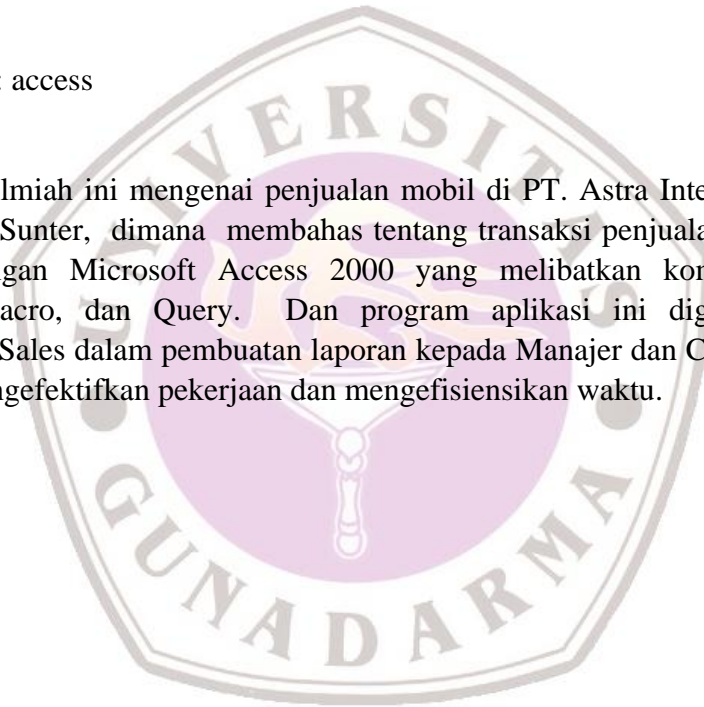 : access
lmiah ini mengenai penjualan mobil di PT. Astra Inte
Sunter, dimana membahas tentang transaksi penjuala
gan Microsoft Access 2000 yang melibatkan kon
acro, dan Query. Dan program aplikasi ini dig
Sales dalam pembuatan laporan kepada Manajer dan C
ngefektifkan pekerjaan dan mengefisiensikan waktu.
UNIVERSITAS
GUNADARMA